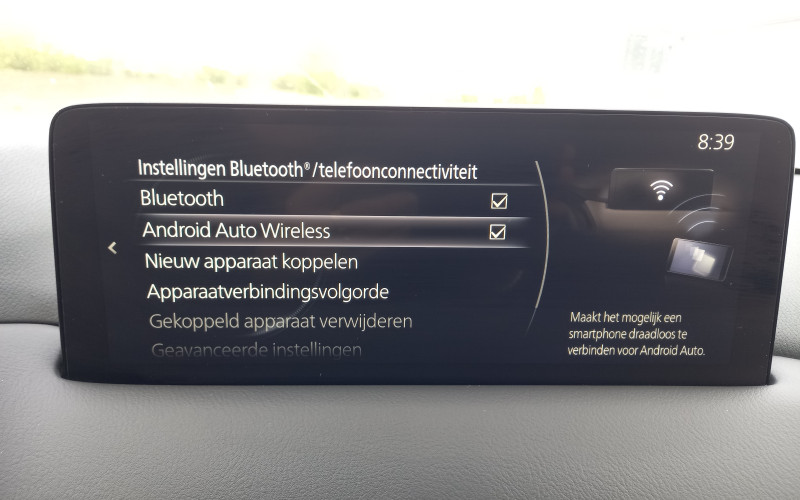 8:39
Instellingen Bluetooth®/telefoonconnectiviteit
Bluetooth
Android Auto Wireless
Nieuw apparaat koppelen
Apparaatverbindingsvolgorde
Gekoppeld apparaat verwijderen
Geavanceerde instellingen
Maakt het mogelijk een
smartphone draadloos te
verbinden voor Android Auto.